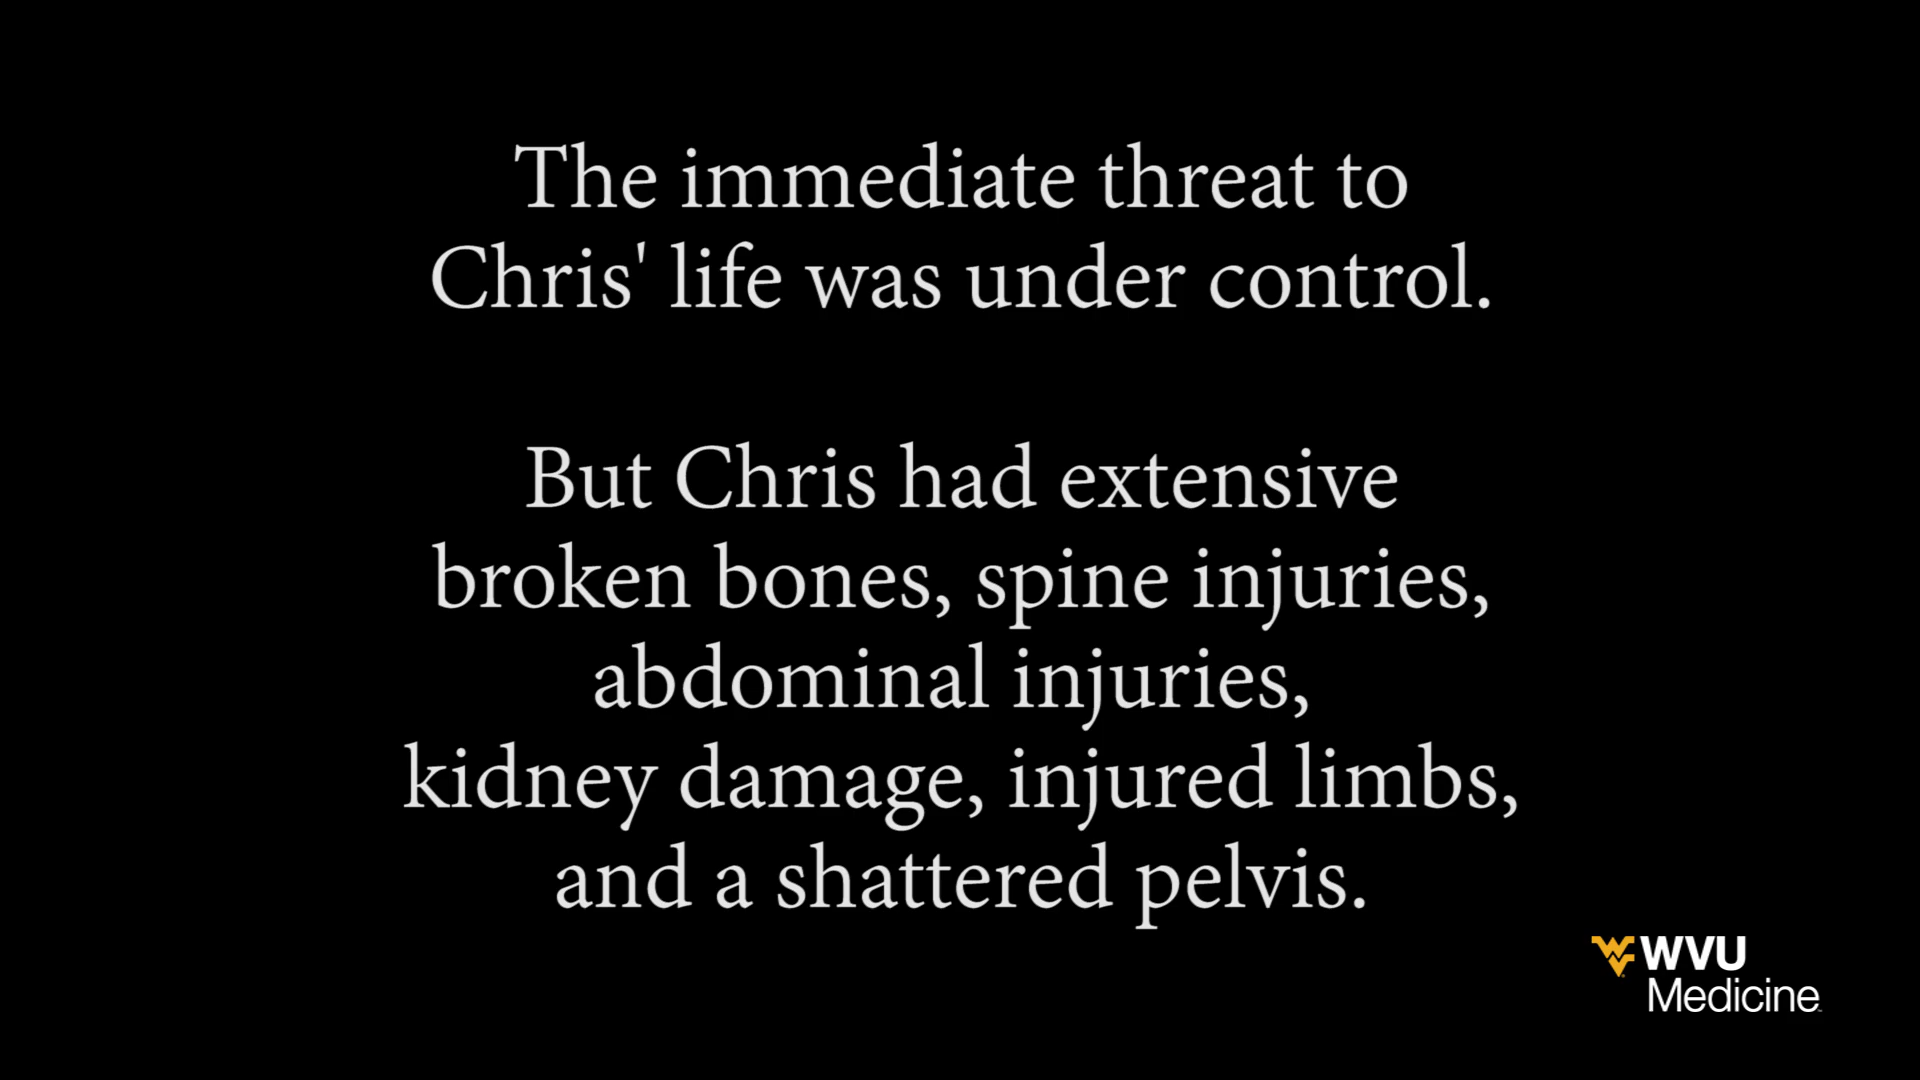 The immediate threat to
Chris' life was under control.
But Chris had extensive
broken bones, spine injuries,
abdominal injuries,
kidney damage, injured limbs,
and a shattered pelvis.
WVU
Medicine